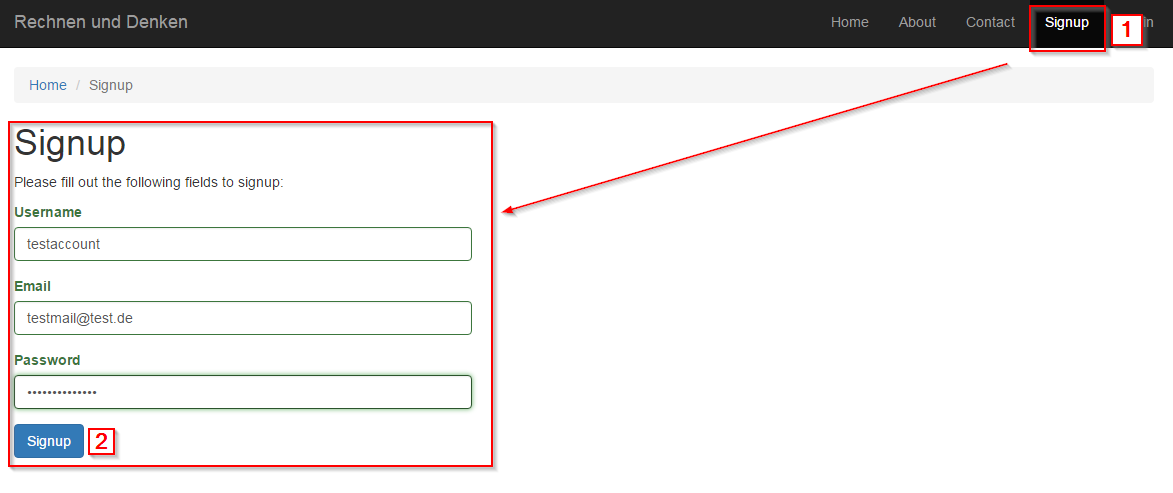 Rechnen und Denken Home About Contact Signup 1
Home / Signup
Signup
Please fill out the following fields to signup:
Username
testaccount
Email
testmail@test.de
Password
••••••••••••••
Signup 2